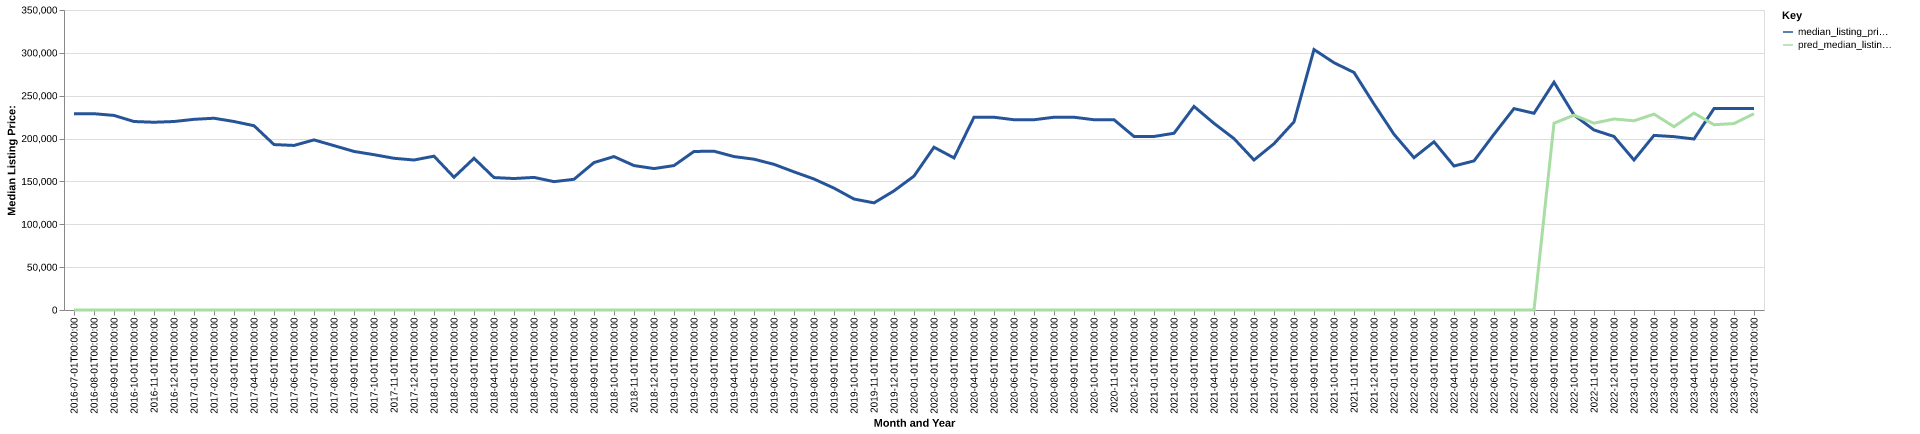 350,000
300,000
250,000
200,000
150,000
100,000
50,000
0
Median Listing Price:
2016-07-01T00:00:00
2016-08-01T00:00:00
2016-09-01T00:00:00
2016-10-01T00:00:00
2016-11-01T00:00:00
2016-12-01T00:00:00
2017-01-01T00:00:00
2017-02-01T00:00:00
2017-03-01T00:00:00
2017-04-01T00:00:00
2017-05-01T00:00:00
2017-06-01T00:00:00
2017-07-01T00:00:00
2017-08-01T00:00:00
2017-09-01T00:00:00
2017-10-01T00:00:00
2017-11-01T00:00:00
2017-12-01T00:00:00
2018-01-01T00:00:00
2018-02-01T00:00:00
2018-03-01T00:00:00
2018-04-01T00:00:00
2018-05-01T00:00:00
2018-06-01T00:00:00
2018-07-01T00:00:00
2018-08-01T00:00:00
2018-09-01T00:00:00
2018-10-01T00:00:00
2018-11-01T00:00:00
2018-12-01T00:00:00
2019-01-01T00:00:00
2019-02-01T00:00:00
2019-03-01T00:00:00
2019-04-01T00:00:00
2019-05-01T00:00:00
2019-06-01T00:00:00
2019-07-01T00:00:00
2019-08-01T00:00:00
2019-09-01T00:00:00
2019-10-01T00:00:00
2019-11-01T00:00:00
2019-12-01T00:00:00
2020-01-01T00:00:00
2020-02-01T00:00:00
2020-03-01T00:00:00
2020-04-01T00:00:00
2020-05-01T00:00:00
2020-06-01T00:00:00
2020-07-01T00:00:00
2020-08-01T00:00:00
2020-09-01T00:00:00
2020-10-01T00:00:00
2020-11-01T00:00:00
2020-12-01T00:00:00
2021-01-01T00:00:00
2021-02-01T00:00:00
2021-03-01T00:00:00
2021-04-01T00:00:00
2021-05-01T00:00:00
2021-06-01T00:00:00
2021-07-01T00:00:00
2021-08-01T00:00:00
2021-09-01T00:00:00
2021-10-01T00:00:00
2021-11-01T00:00:00
2021-12-01T00:00:00
2022-01-01T00:00:00
2022-02-01T00:00:00
2022-03-01T00:00:00
2022-04-01T00:00:00
2022-05-01T00:00:00
2022-06-01T00:00:00
2022-07-01T00:00:00
2022-08-01T00:00:00
2022-09-01T00:00:00
2022-10-01T00:00:00
2022-11-01T00:00:00
2022-12-01T00:00:00
2023-01-01T00:00:00
2023-02-01T00:00:00
2023-03-01T00:00:00
2023-04-01T00:00:00
2023-05-01T00:00:00
2023-06-01T00:00:00
2023-07-01T00:00:00
Month and Year
Key
median_listing_pri…
pred_median_listin…